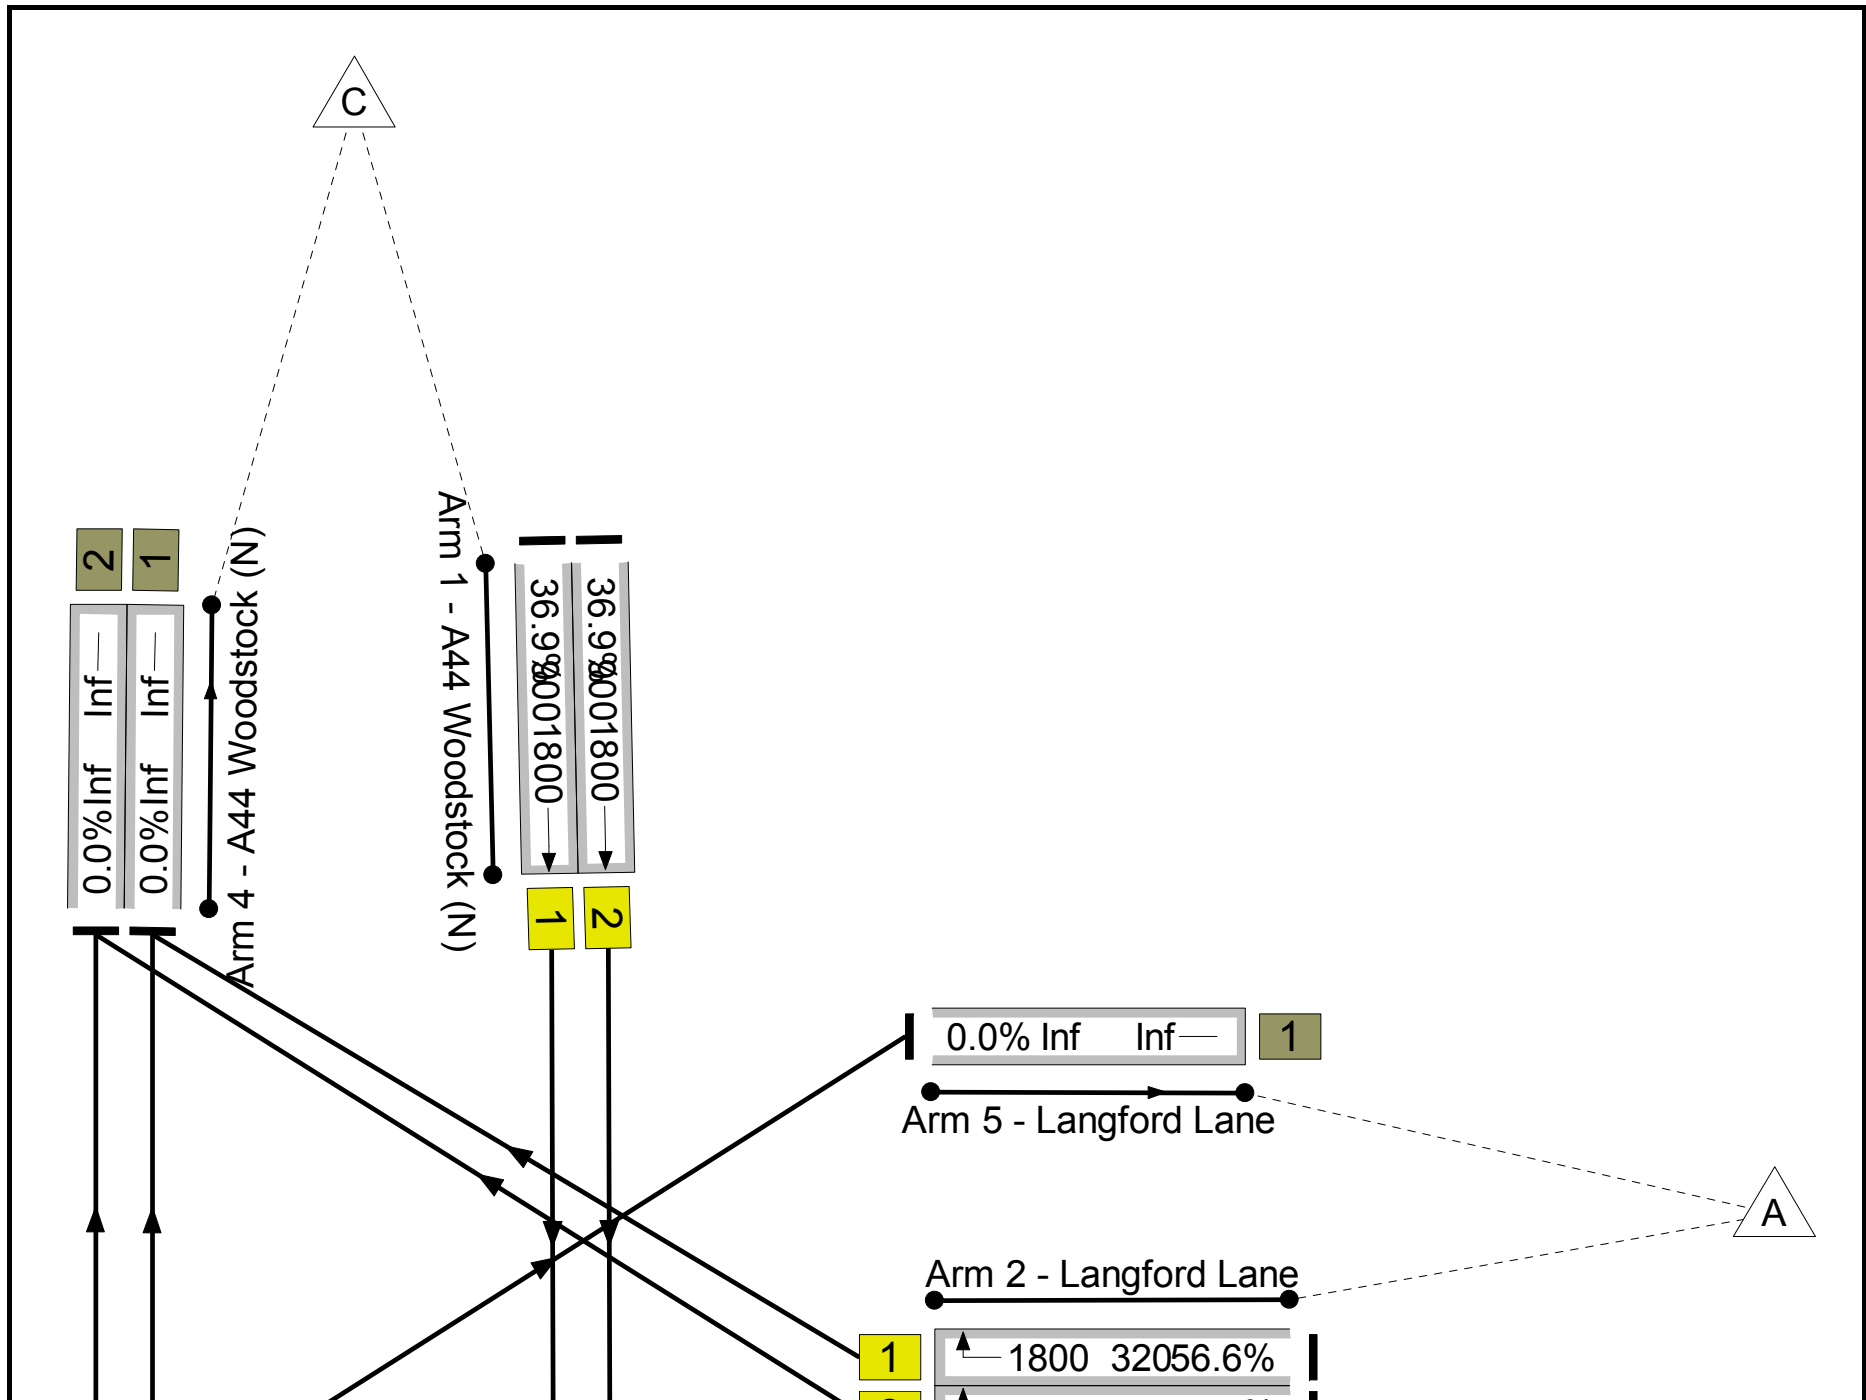 C
Arm 4 - A44 Woodstock (N)
2
1
0.0% Inf Inf
0.0% Inf Inf
Arm 1 - A44 Woodstock (N)
36.9% 1800
36.9% 1800
1
2
0.0% Inf Inf
1
Arm 5 - Langford Lane
A
Arm 2 - Langford Lane
1
1800 320 56.6%